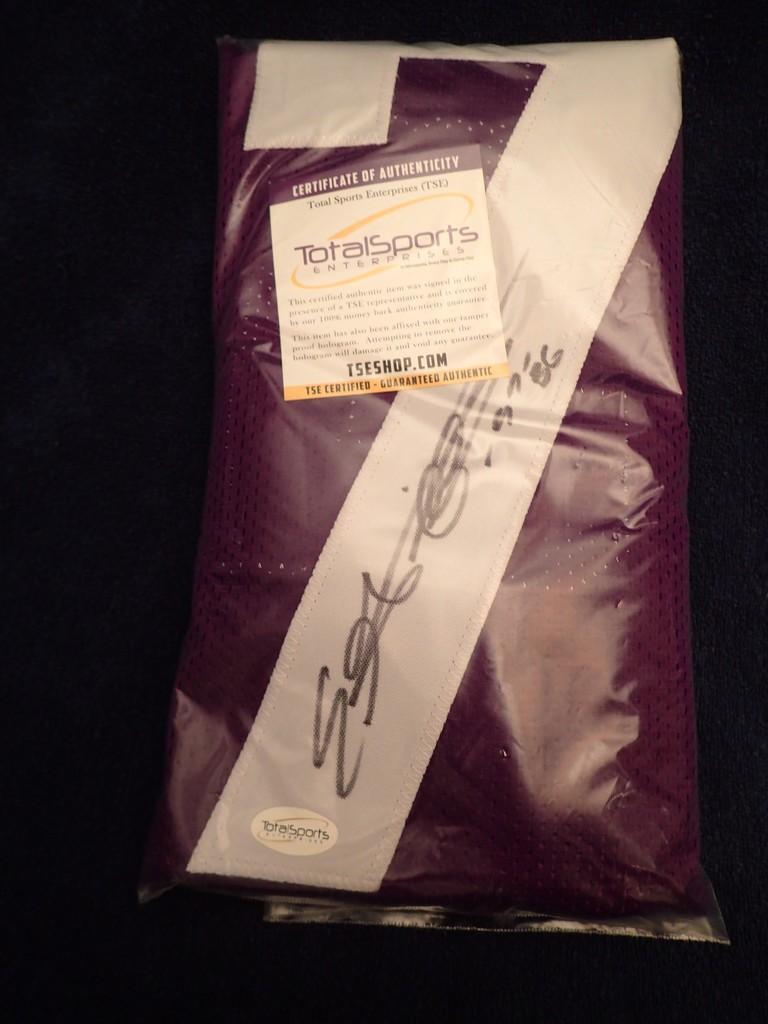 CERTIFICATE OF AUTHENTICITY
Total Sports Enterprises (TSE)
TotalSports
ENTERPRISES
This certified authentic item was signed in the
presence of a TSE representative and is covered
by our 100% money back authenticity guarantee.
This item has also been affixed with our tamper
proof hologram. Attempting to remove the
hologram will damage it and void any guarantee.
TSESHOP.COM
TSE CERTIFIED - GUARANTEED AUTHENTIC
TotalSports
ENTERPRISES